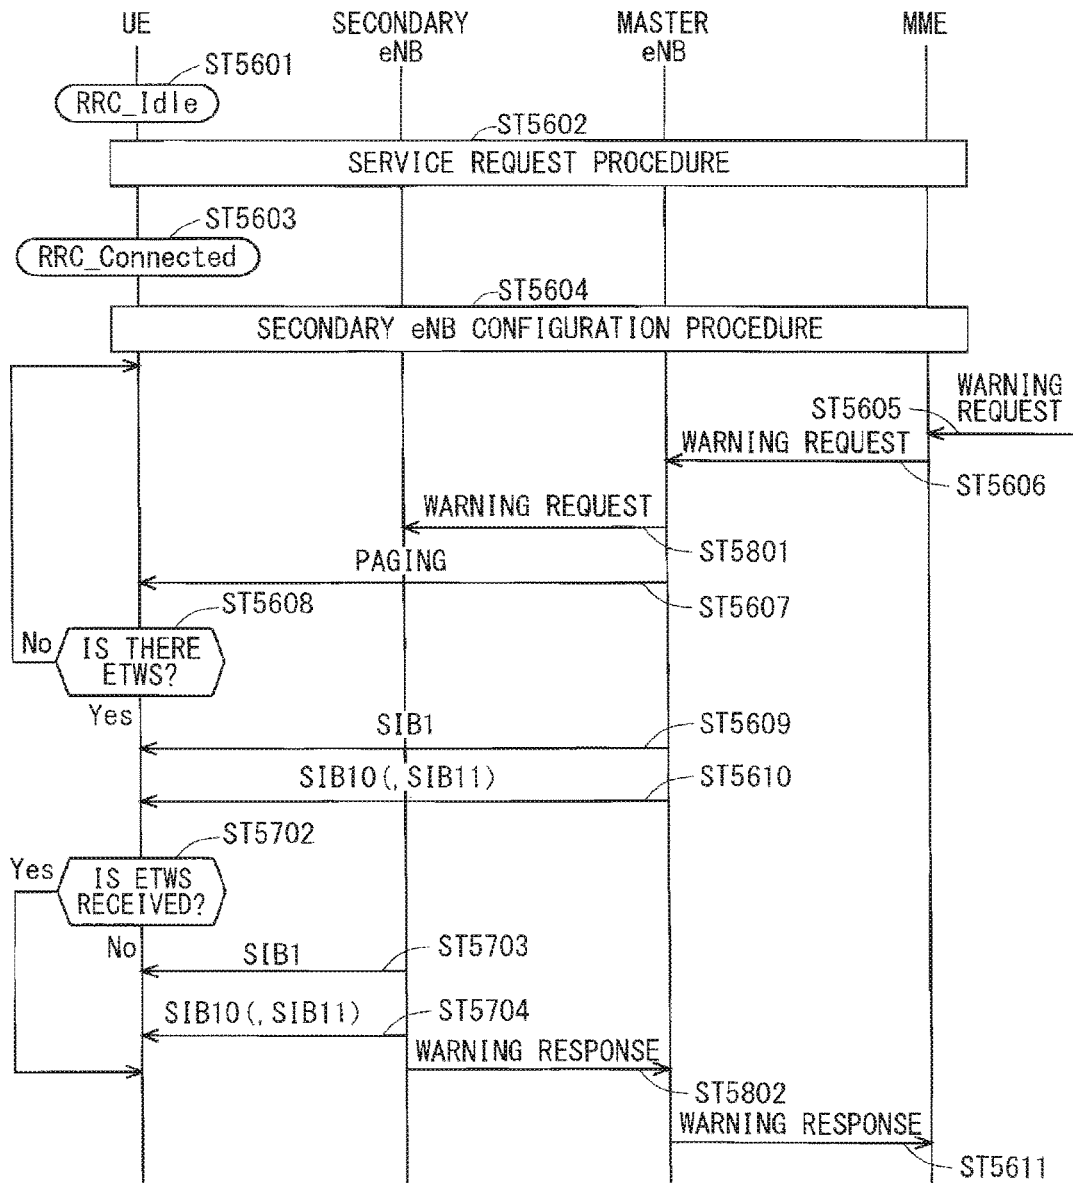 UE
SECONDARY
eNB
MASTER
eNB
MME
ST5601
RRC_Idle
ST5602
SERVICE REQUEST PROCEDURE
ST5603
RRC_Connected
ST5604
SECONDARY eNB CONFIGURATION PROCEDURE
WARNING
REQUEST
ST5605
WARNING REQUEST
ST5606
WARNING REQUEST
ST5801
PAGING
ST5607
ST5608
No
IS THERE
ETWS?
Yes
SIB1
ST5609
SIB10(,SIB11)
ST5610
ST5702
Yes
IS ETWS
RECEIVED?
No
SIB1
ST5703
SIB10(,SIB11)
ST5704
WARNING RESPONSE
ST5802
WARNING RESPONSE
ST5611